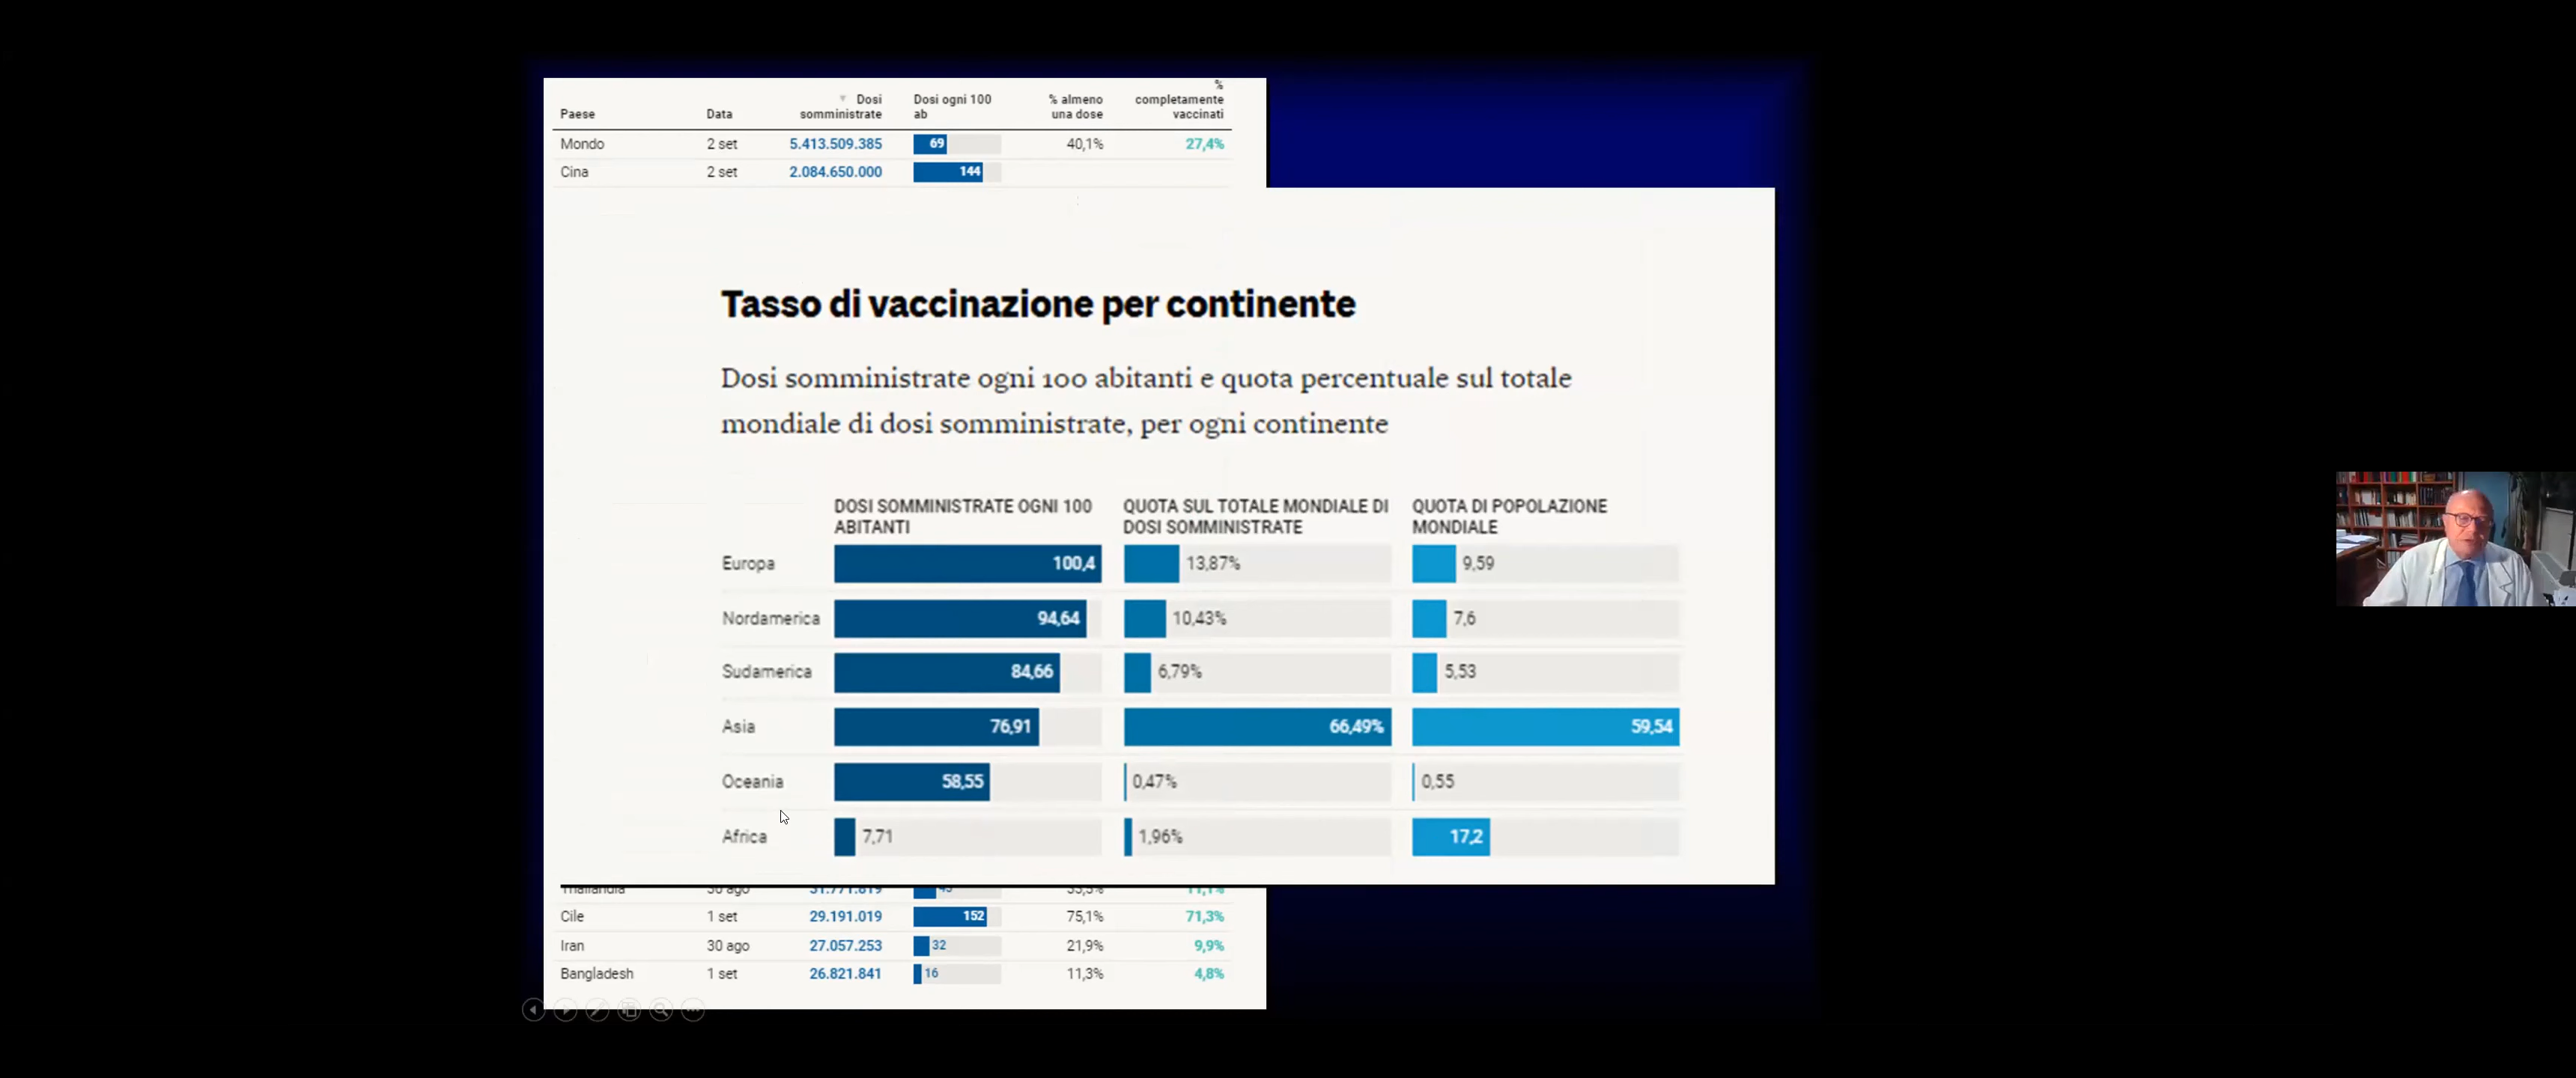 %
Dosi Dosi ogni 100 % almeno completamente
Paese Data somministrate ab una dose vaccinati
Mondo 2 set 5.413.509.385 69 40,1% 27,4%
Cina 2 set 2.084.650.000 144
Tasso di vaccinazione per continente
Dosi somministrate ogni 100 abitanti e quota percentuale sul totale
mondiale di dosi somministrate, per ogni continente
DOSI SOMMINISTRATE OGNI 100 QUOTA SUL TOTALE MONDIALE DI QUOTA DI POPOLAZIONE
ABITANTI DOSI SOMMINISTRATE MONDIALE
Europa 100,4 13,87% 9,59
Nordamerica 94,64 10,43% 7,6
Sudamerica 84,66 6,79% 5,53
Asia 76,91 66,49% 59,54
Oceania 58,55 0,47% 0,55
Africa 7,71 1,96% 17,2
Thailandia 30 ago 31.771.819
Cile 1 set 29.191.019 152 75,1% 71,3%
Iran 30 ago 27.057.253 32 21,9% 9,9%
Bangladesh 1 set 26.821.841 16 11,3% 4,8%